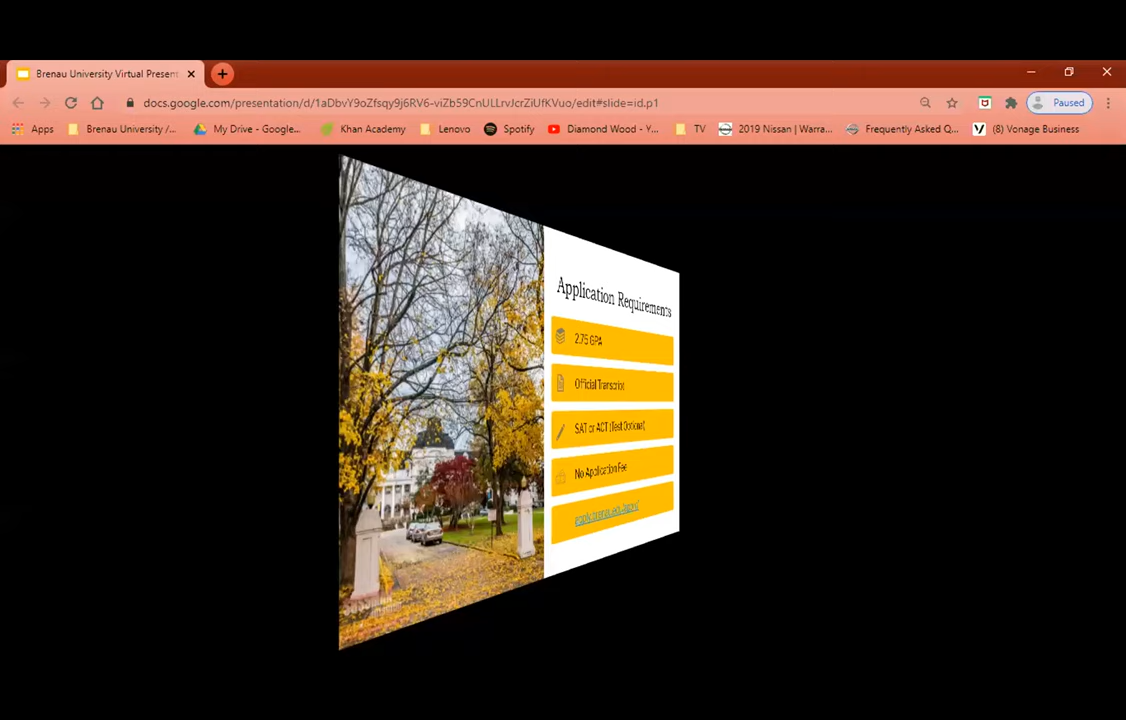 Brenau University Virtual Present
docs.google.com/presentation/d/1aDbvY9oZfsqy9j6RV6-viZb59CnULLrvJcrZiUfKVuo/edit#slide=id.p1
Paused
Apps
Brenau University /...
My Drive - Google...
Khan Academy
Lenovo
Spotify
Diamond Wood - Y...
TV
2019 Nissan | Warra...
Frequently Asked Q...
(8) Vonage Business
Application Requirements
2.75 GPA
Official Transcript
SAT or ACT (Test Optional)
No Application Fee